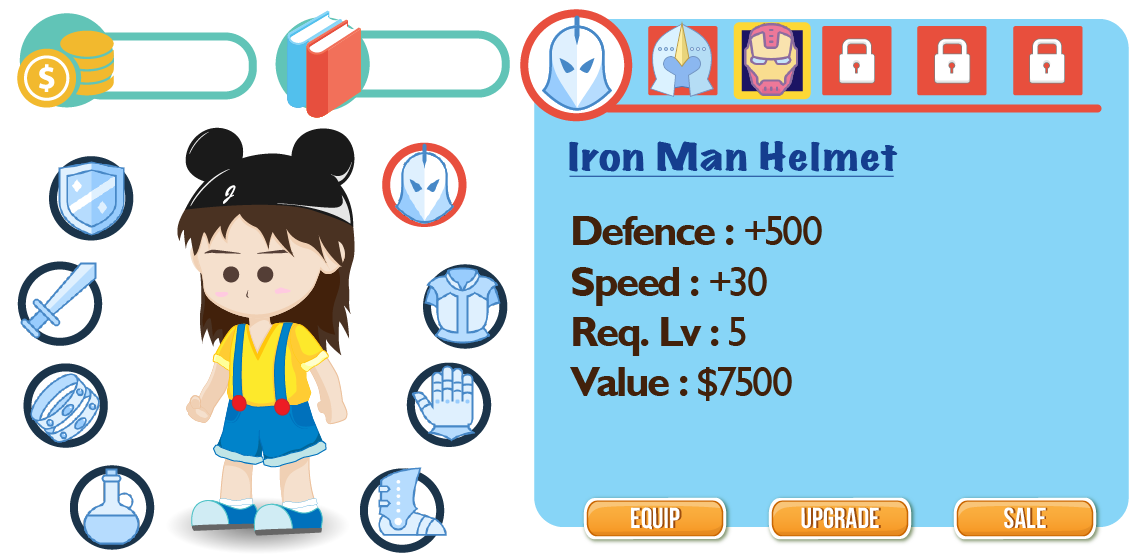 $
J
Iron Man Helmet
Defence : +500
Speed : +30
Req. Lv : 5
Value : $7500
EQUIP UPGRADE SALE